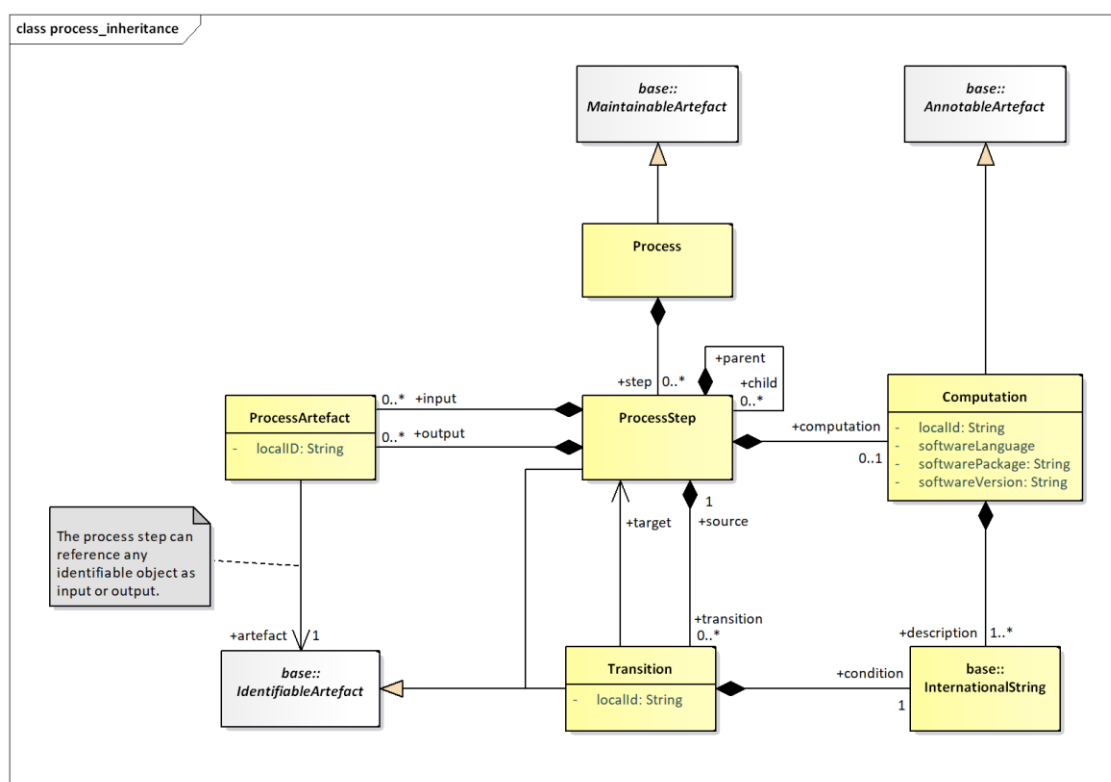 class process_inheritance
base::
MaintainableArtefact
base::
AnnotableArtefact
Process
+parent
+step 0..*
+child
0..*
ProcessArtefact
- localID: String
0..* +input
0..* +output
ProcessStep
+computation
0..1
Computation
- localId: String
- softwareLanguage
- softwarePackage: String
- softwareVersion: String
1
+target
+source
The process step can
reference any
identifiable object as
input or output.
+transition
0..*
+artefact 1
+description 1..*
base::
IdentifiableArtefact
Transition
- localId: String
+condition
1
base::
InternationalString